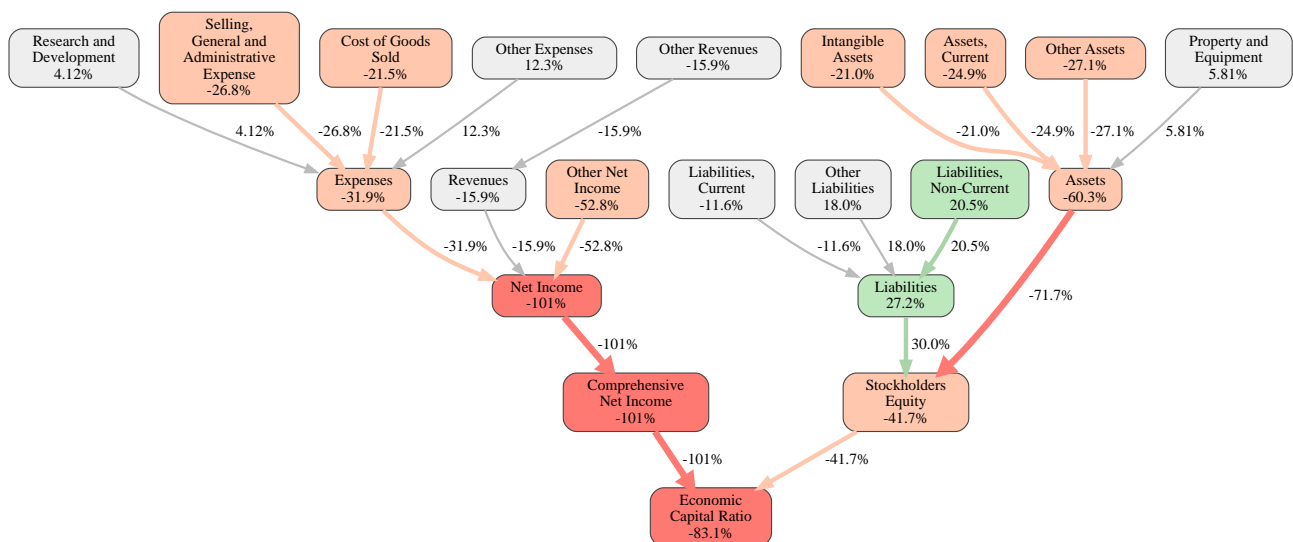 Research and
Development
4.12%
Selling,
General and
Administrative
Expense
-26.8%
Cost of Goods
Sold
-21.5%
Other Expenses
12.3%
Other Revenues
-15.9%
Intangible
Assets
-21.0%
Assets,
Current
-24.9%
Other Assets
-27.1%
Property and
Equipment
5.81%
4.12%
-26.8%
-21.5%
12.3%
-15.9%
-21.0%
-24.9%
-27.1%
5.81%
Expenses
-31.9%
Revenues
-15.9%
Other Net
Income
-52.8%
Liabilities,
Current
-11.6%
Other
Liabilities
18.0%
Liabilities,
Non-Current
20.5%
Assets
-60.3%
-31.9%
-15.9%
-52.8%
-11.6%
18.0%
20.5%
Net Income
-101%
Liabilities
27.2%
-71.7%
-101%
30.0%
Comprehensive
Net Income
-101%
Stockholders
Equity
-41.7%
-101%
-41.7%
Economic
Capital Ratio
-83.1%